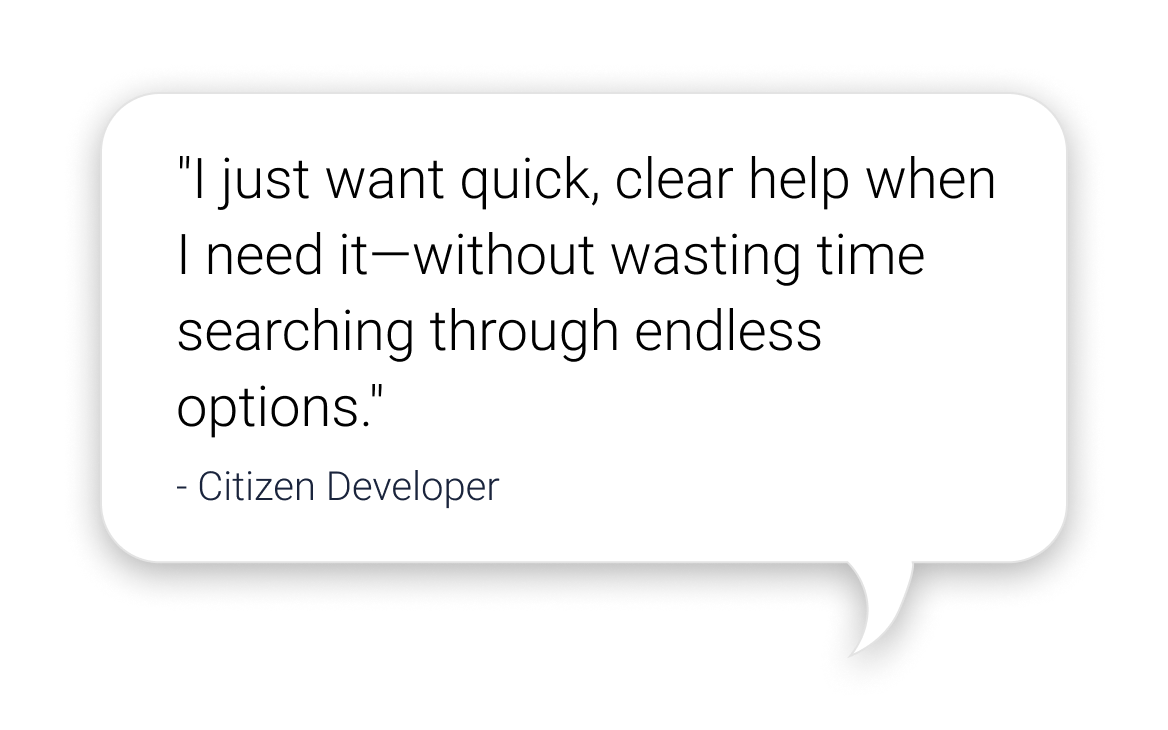 "I just want quick, clear help when
I need it—without wasting time
searching through endless
options."
- Citizen Developer